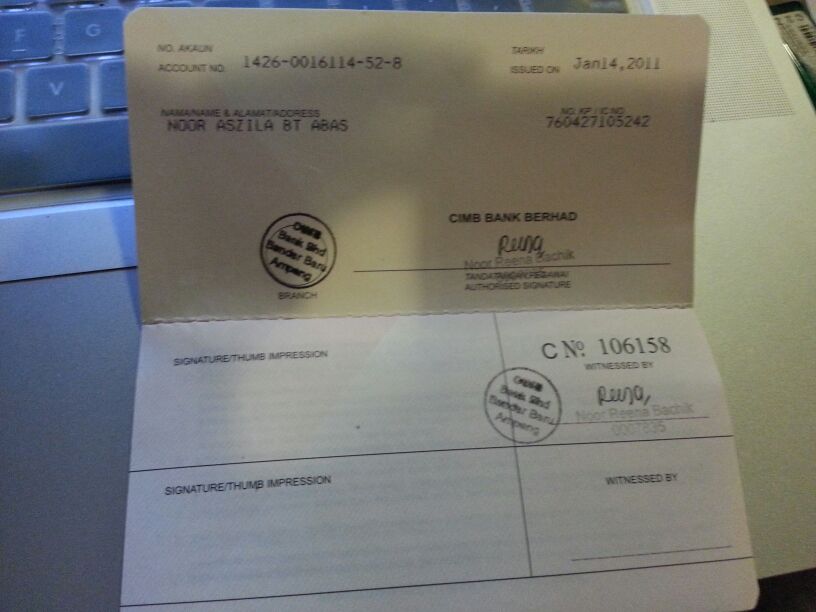 NO. AKAUN
ACCOUNT NO. 1426-0016114-52-8
TARIKH
ISSUED ON Jan14,2011
NAMA/NAME & ALAMAT/ADDRESS
NOOR ASZILA BT ABAS
NO. KP / IC NO.
760427105242
CIMB BANK BERHAD
CIMB
Bank Bhd
Bandar Baru
Ampang
BRANCH
Reena
Noor Reena Bachik
TANDATANGAN PEGAWAI
AUTHORISED SIGNATURE
SIGNATURE/THUMB IMPRESSION
C No 106158
WITNESSED BY
CIMB
Bank Bhd
Bandar Baru
Ampang
Reena
Noor Reena Bachik
0007835
SIGNATURE/THUMB IMPRESSION
WITNESSED BY
F
G
V
B